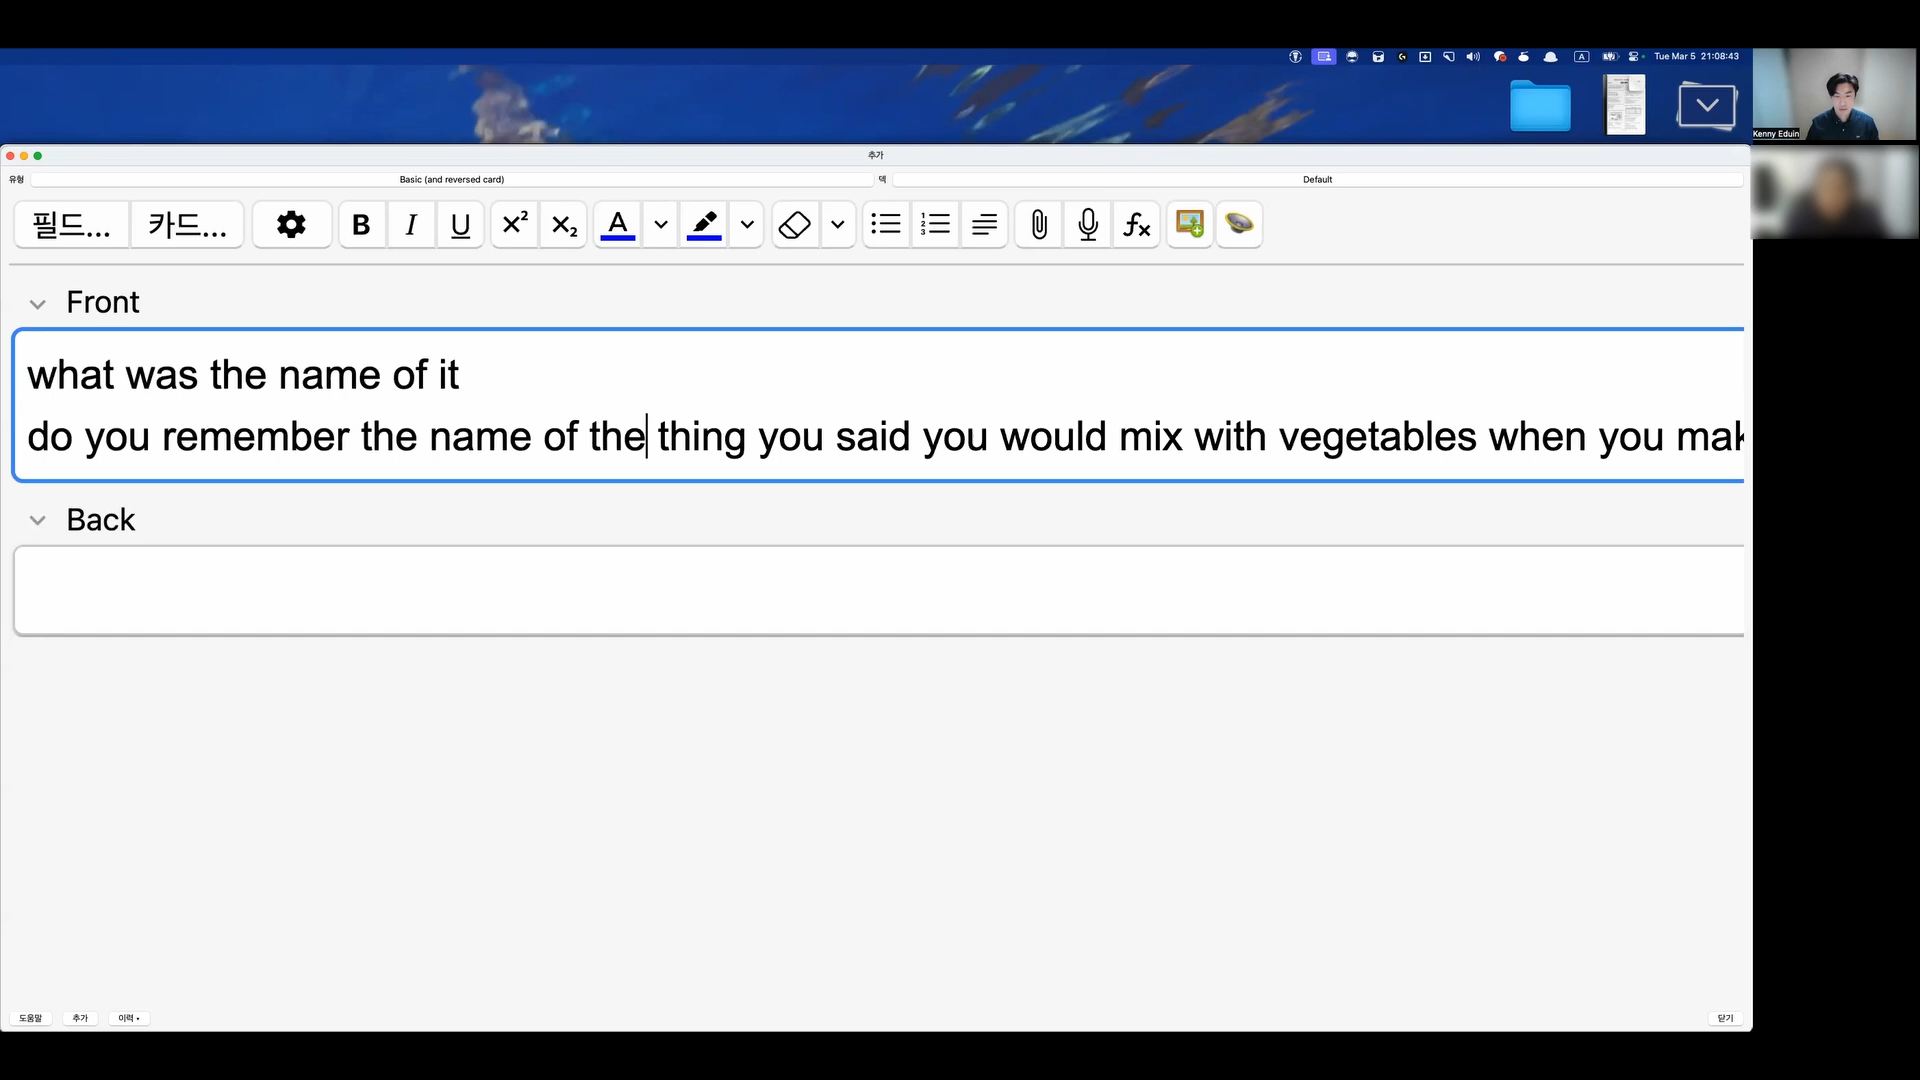 Tue Mar 5 21:08:43
Kenny Eduin
추가
유형 Basic (and reversed card) 덱 Default
필드... 카드... B I U x² x₂ A fx
Front
what was the name of it
do you remember the name of the thing you said you would mix with vegetables when you mak
Back
도움말 추가 이력 닫기